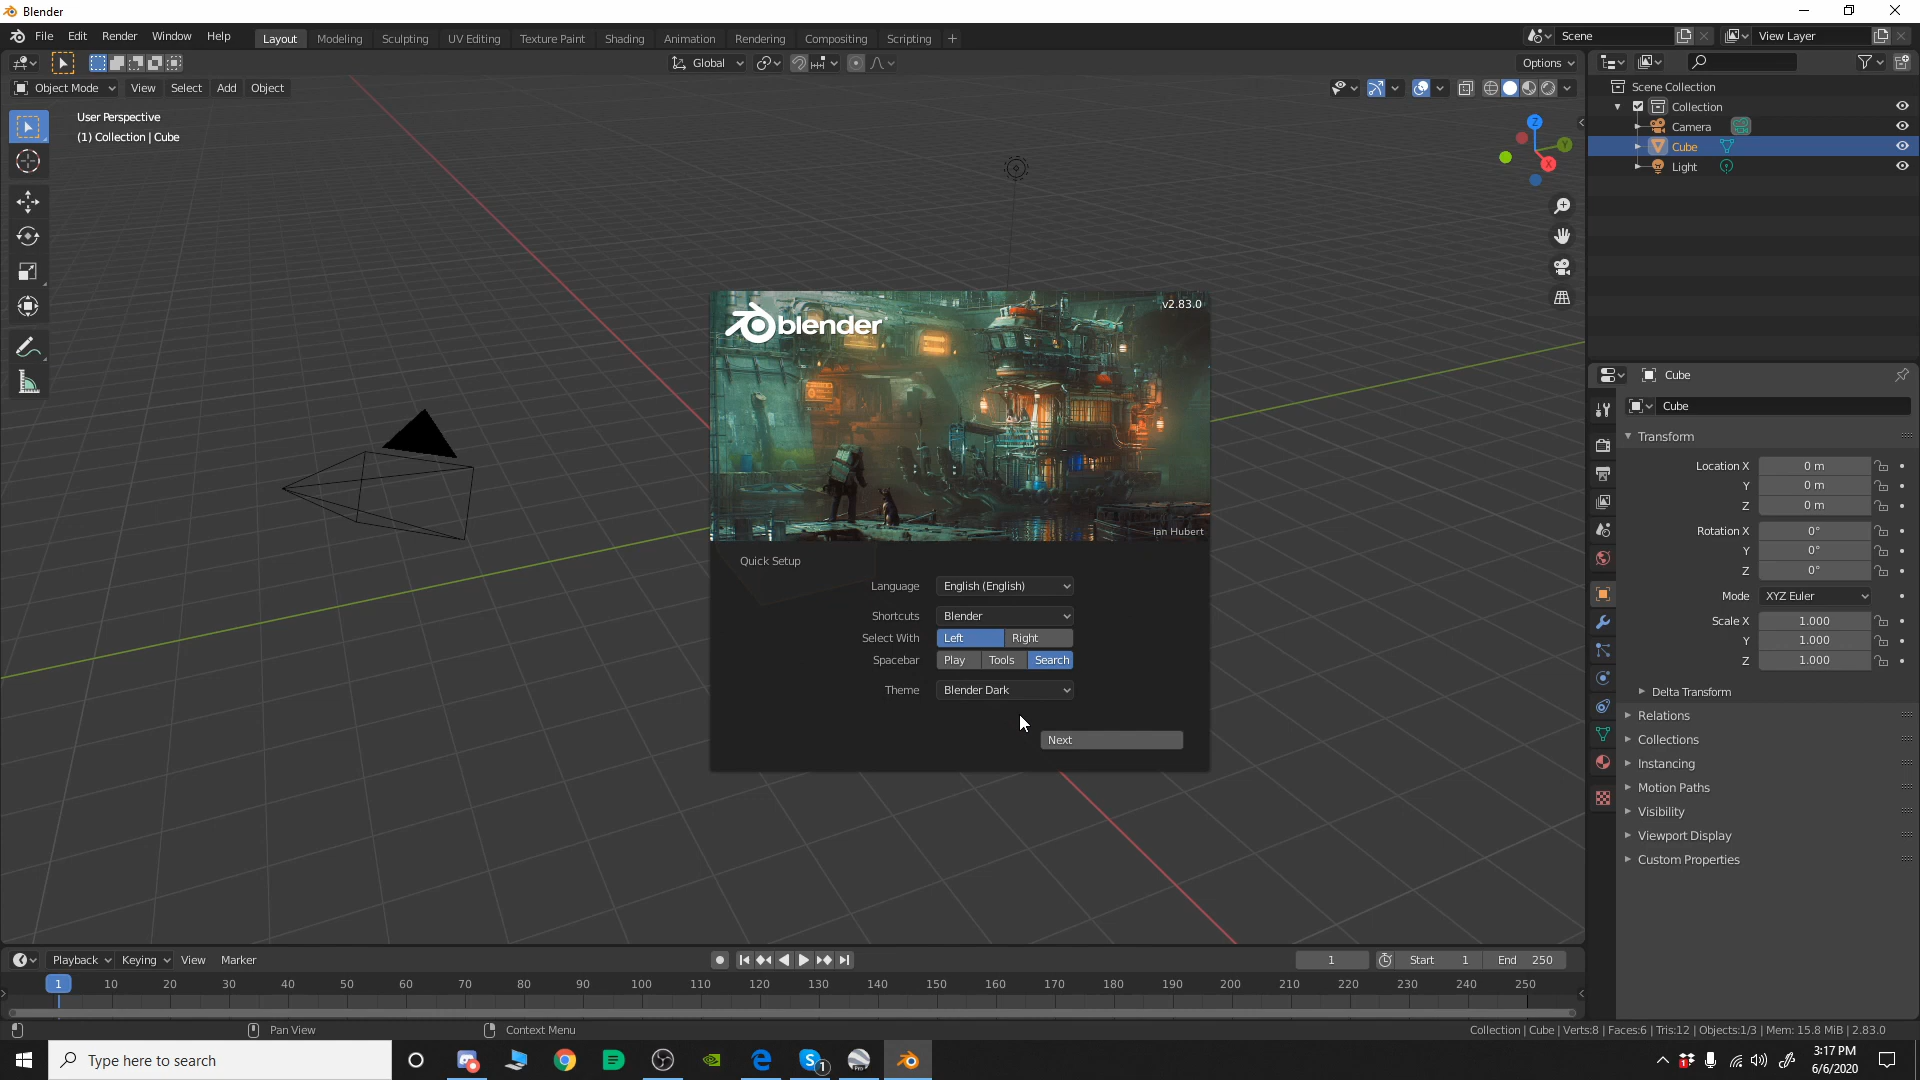 Blender
File Edit Render Window Help
Layout Modeling Sculpting UV Editing Texture Paint Shading Animation Rendering Compositing Scripting +
Scene
View Layer
Global
Options
Object Mode View Select Add Object
User Perspective
(1) Collection | Cube
Z
Y
X
Scene Collection
Collection
Camera
Cube
Light
blender
v2.83.0
Ian Hubert
Quick Setup
Language English (English)
Shortcuts Blender
Select With Left Right
Spacebar Play Tools Search
Theme Blender Dark
Next
Cube
Cube
Transform
Location X 0 m
Y 0 m
Z 0 m
Rotation X 0°
Y 0°
Z 0°
Mode XYZ Euler
Scale X 1.000
Y 1.000
Z 1.000
Delta Transform
Relations
Collections
Instancing
Motion Paths
Visibility
Viewport Display
Custom Properties
Playback Keying View Marker
1 Start 1 End 250
1 10 20 30 40 50 60 70 80 90 100 110 120 130 140 150 160 170 180 190 200 210 220 230 240 250
Pan View
Context Menu
Collection | Cube | Verts:8 | Faces:6 | Tris:12 | Objects:1/3 | Mem: 15.8 MiB | 2.83.0
Type here to search
S 1
Pro
3:17 PM
6/6/2020